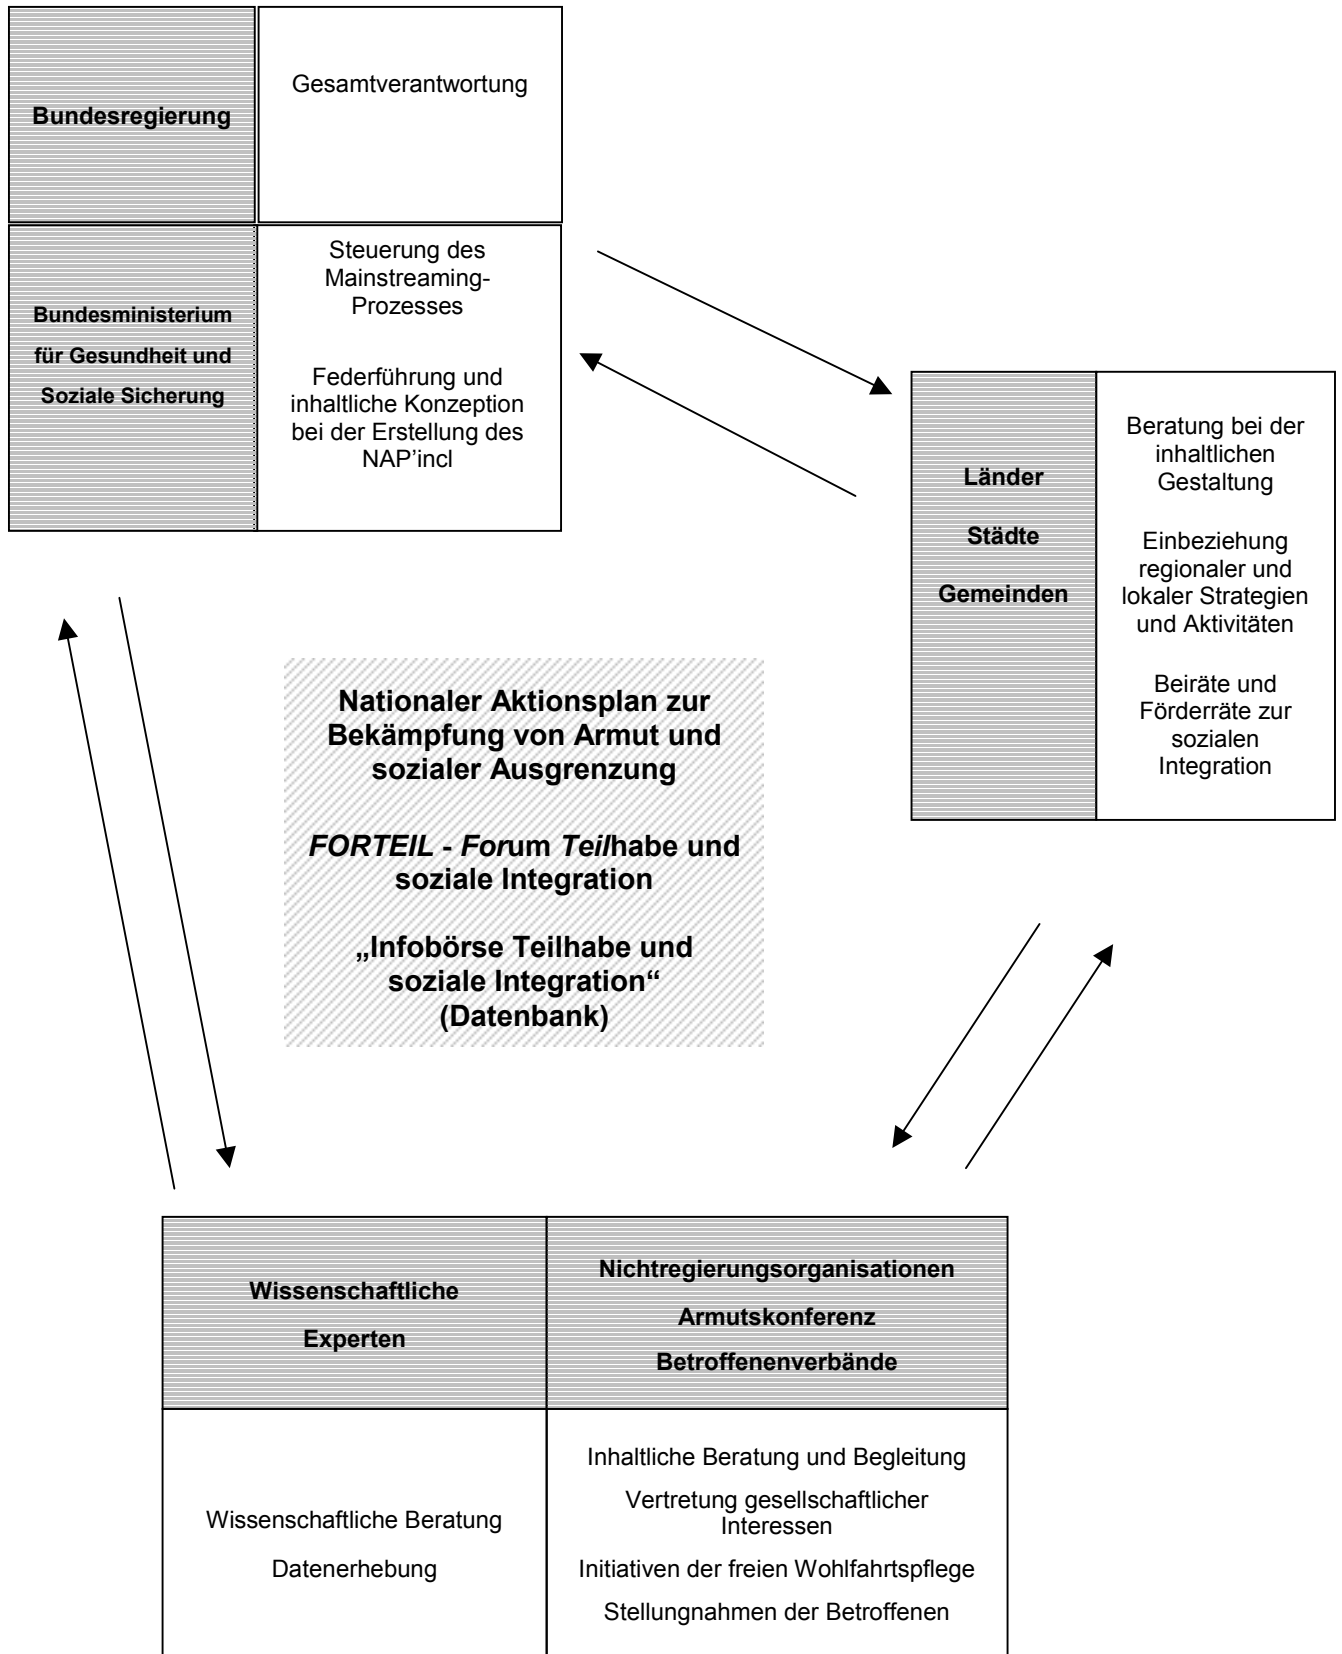 Bundesregierung
Gesamtverantwortung
Bundesministerium
für Gesundheit und
Soziale Sicherung
Steuerung des
Mainstreaming-
Prozesses
Federführung und
inhaltliche Konzeption
bei der Erstellung des
NAP’incl
Länder
Städte
Gemeinden
Beratung bei der
inhaltlichen
Gestaltung
Einbeziehung
regionaler und
lokaler Strategien
und Aktivitäten
Beiräte und
Förderräte zur
sozialen
Integration
Nationaler Aktionsplan zur
Bekämpfung von Armut und
sozialer Ausgrenzung
FORTEIL - Forum Teilhabe und
soziale Integration
„Infobörse Teilhabe und
soziale Integration“
(Datenbank)
Wissenschaftliche
Experten
Nichtregierungsorganisationen
Armutskonferenz
Betroffenenverbände
Wissenschaftliche Beratung
Datenerhebung
Inhaltliche Beratung und Begleitung
Vertretung gesellschaftlicher
Interessen
Initiativen der freien Wohlfahrtspflege
Stellungnahmen der Betroffenen